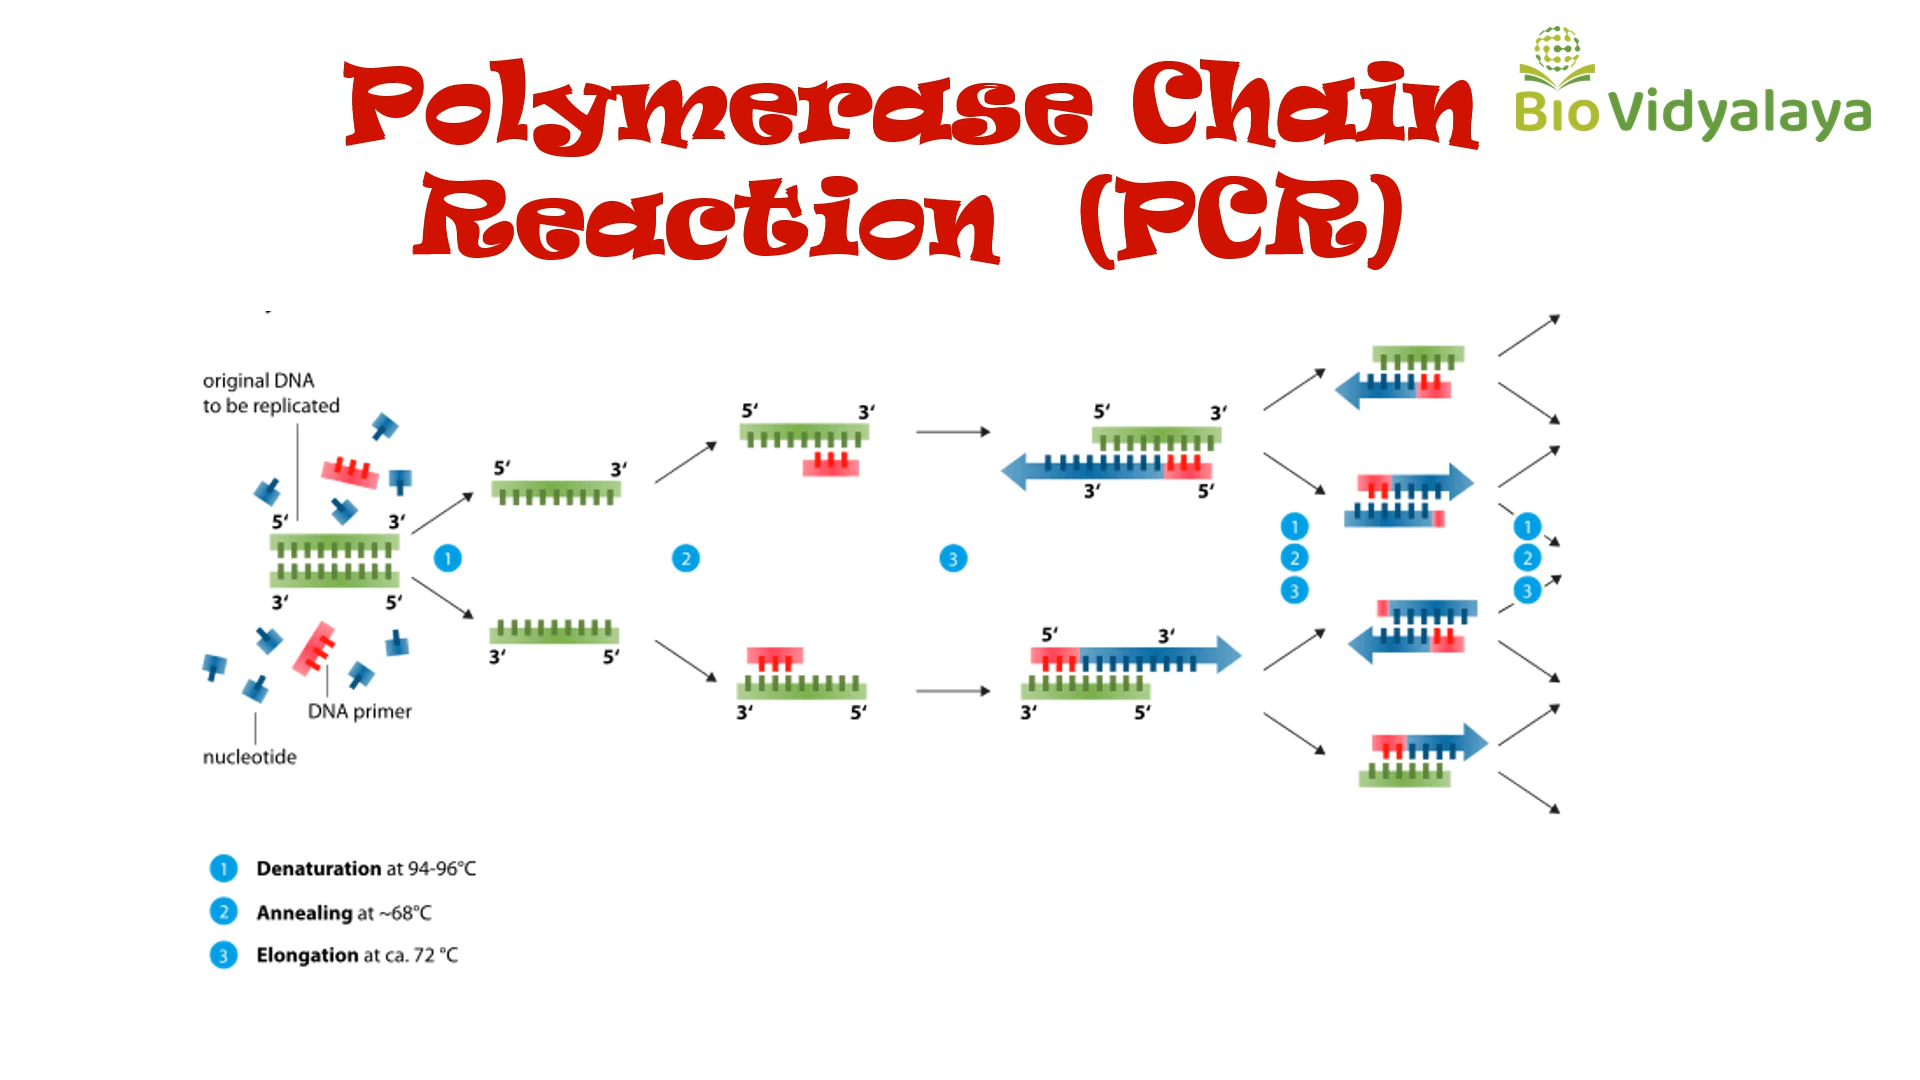 Polymerase Chain
Reaction (PCR)
Bio Vidyalaya
original DNA
to be replicated
5‘ 3‘
3‘ 5‘
DNA primer
nucleotide
1
5‘ 3‘
3‘ 5‘
2
5‘ 3‘
3‘ 5‘
3
5‘ 3‘
3‘ 5‘
5‘ 3‘
3‘ 5‘
1
2
3
1
2
3
1 Denaturation at 94-96°C
2 Annealing at ~68°C
3 Elongation at ca. 72 °C